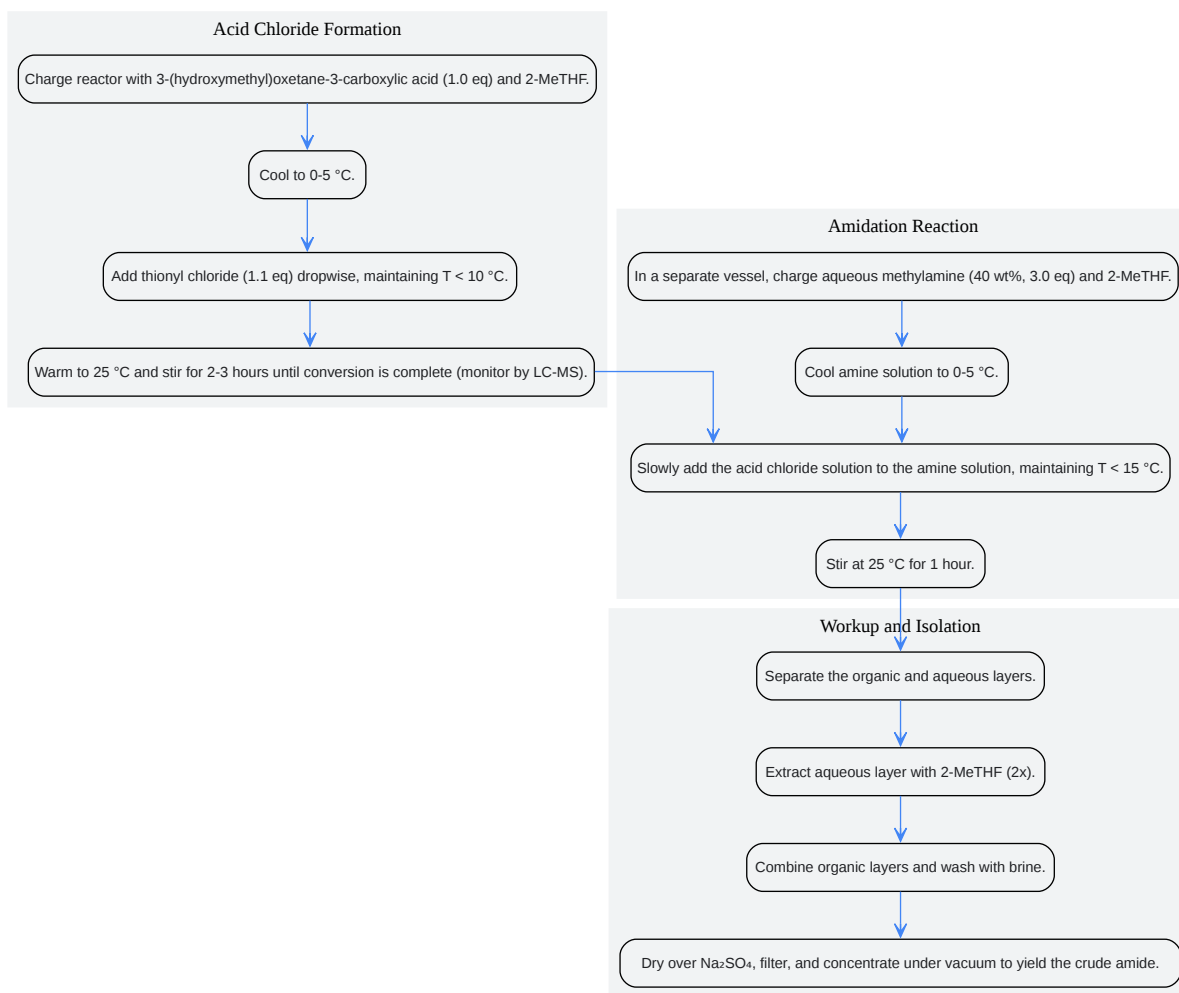 Acid Chloride Formation
Charge reactor with 3-(hydroxymethyl)oxetane-3-carboxylic acid (1.0 eq) and 2-MeTHF.
Cool to 0-5 °C.
Add thionyl chloride (1.1 eq) dropwise, maintaining T < 10 °C.
Warm to 25 °C and stir for 2-3 hours until conversion is complete (monitor by LC-MS).
Amidation Reaction
In a separate vessel, charge aqueous methylamine (40 wt%, 3.0 eq) and 2-MeTHF.
Cool amine solution to 0-5 °C.
Slowly add the acid chloride solution to the amine solution, maintaining T < 15 °C.
Stir at 25 °C for 1 hour.
Workup and Isolation
Separate the organic and aqueous layers.
Extract aqueous layer with 2-MeTHF (2x).
Combine organic layers and wash with brine.
Dry over Na₂SO₄, filter, and concentrate under vacuum to yield the crude amide.